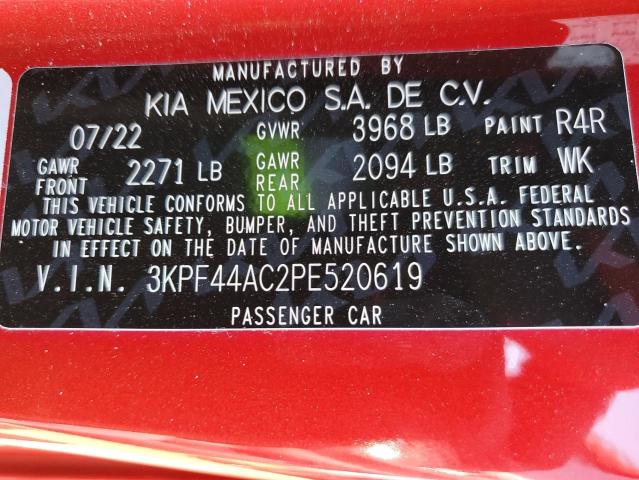 MANUFACTURED BY
KIA MEXICO S.A. DE C.V.
07/22 GVWR 3968 LB PAINT R4R
GAWR FRONT 2271 LB GAWR REAR 2094 LB TRIM WK
THIS VEHICLE CONFORMS TO ALL APPLICABLE U.S.A. FEDERAL
MOTOR VEHICLE SAFETY, BUMPER, AND THEFT PREVENTION STANDARDS
IN EFFECT ON THE DATE OF MANUFACTURE SHOWN ABOVE.
V.I.N. 3KPF44AC2PE520619
PASSENGER CAR